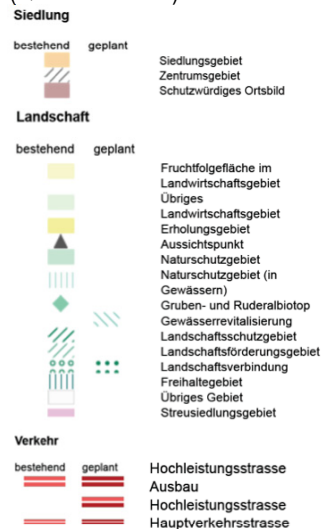 Siedlung
bestehend geplant
Siedlungsgebiet
Zentrumsgebiet
Schutzwürdiges Ortsbild
Landschaft
bestehend geplant
Fruchtfolgefläche im
Landwirtschaftsgebiet
Übriges
Landwirtschaftsgebiet
Erholungsgebiet
Aussichtspunkt
Naturschutzgebiet
Naturschutzgebiet (in
Gewässern)
Gruben- und Ruderalbiotop
Gewässerrevitalisierung
Landschaftsschutzgebiet
Landschaftsförderungsgebiet
Landschaftsverbindung
Freihaltegebiet
Übriges Gebiet
Streusiedlungsgebiet
Verkehr
bestehend geplant
Hochleistungsstrasse
Ausbau
Hochleistungsstrasse
Hauptverkehrsstrasse